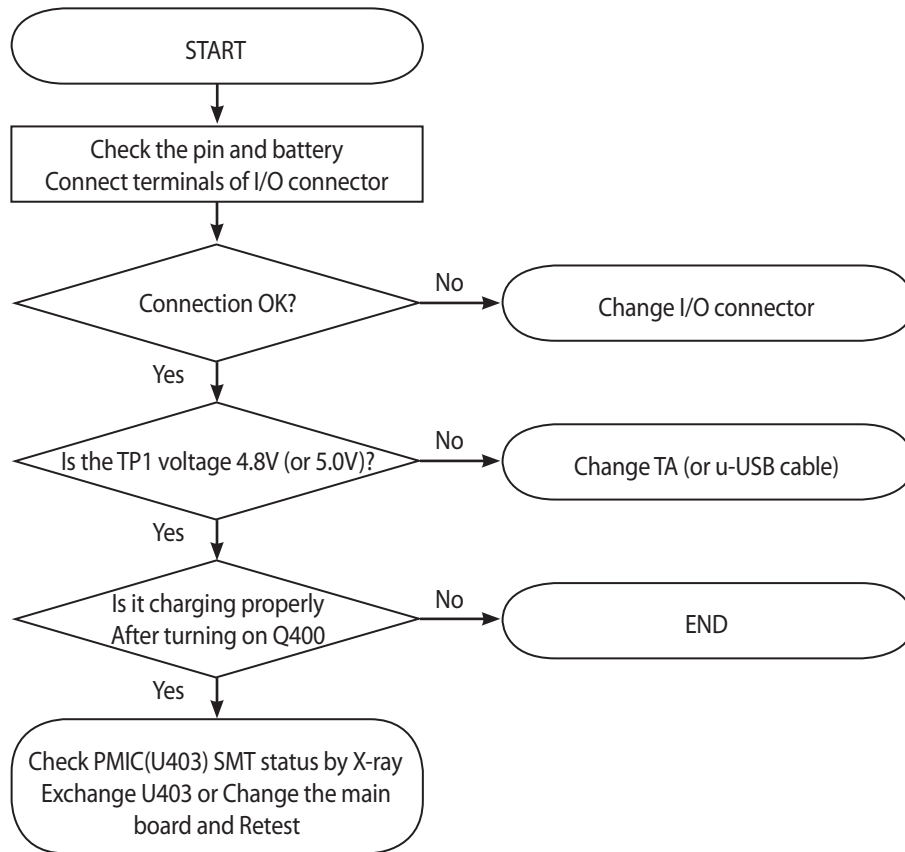 START
Check the pin and battery
Connect terminals of I/O connector
Connection OK?
No
Change I/O connector
Yes
Is the TP1 voltage 4.8V (or 5.0V)?
No
Change TA (or u-USB cable)
Yes
Is it charging properly
After turning on Q400
No
END
Yes
Check PMIC(U403) SMT status by X-ray
Exchange U403 or Change the main
board and Retest